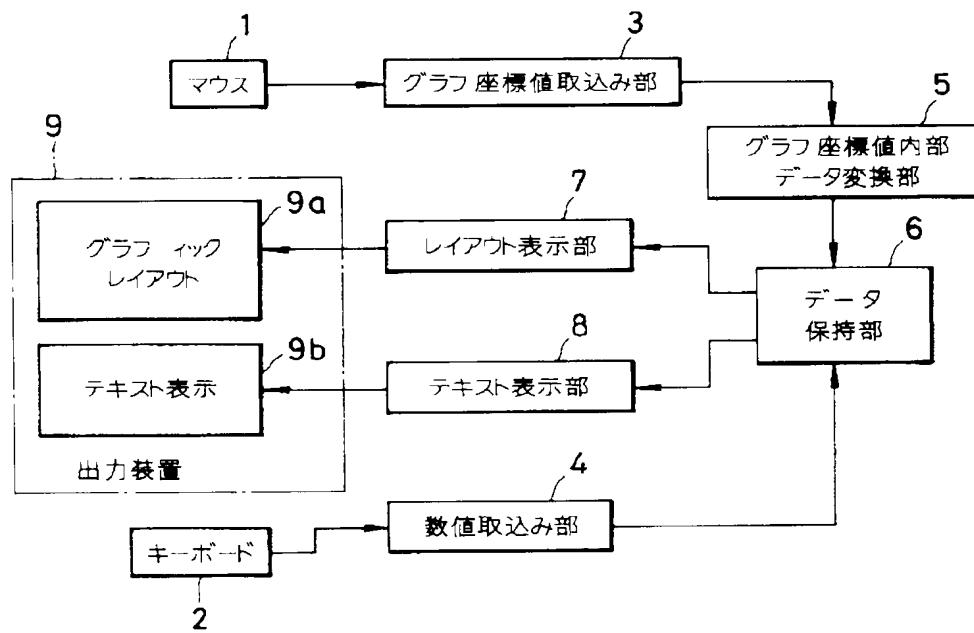 1
マウス
3
グラフ座標値取込み部
5
グラフ座標値内部
データ変換部
9
9a
グラフィック
レイアウト
7
レイアウト表示部
6
データ
保持部
9b
テキスト表示
8
テキスト表示部
出力装置
4
数値取込み部
キーボード
2